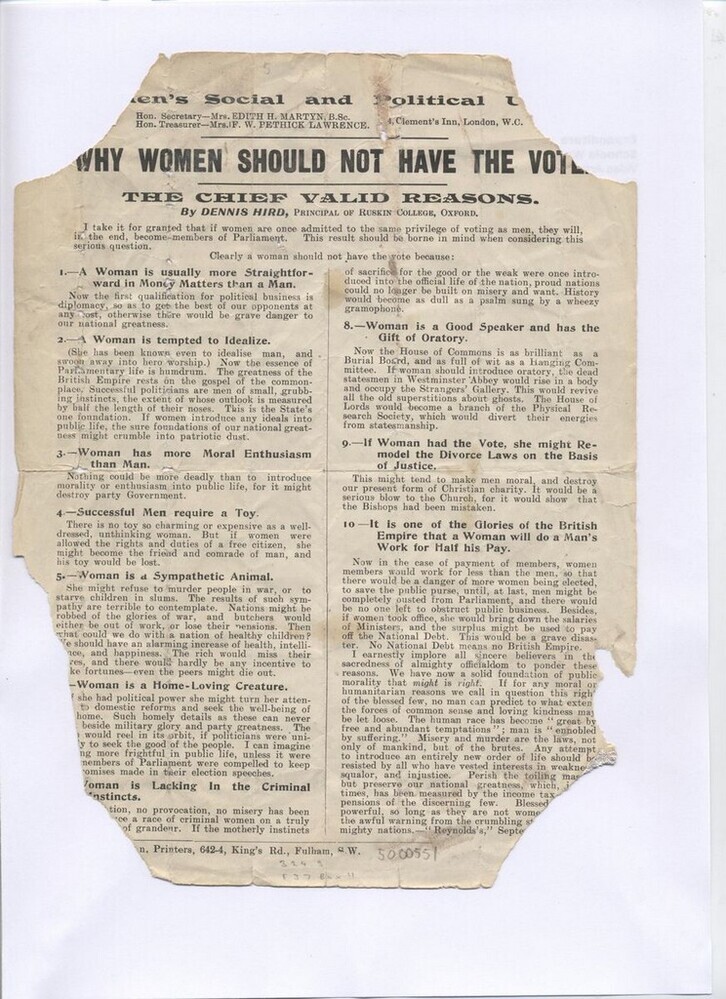 en's Social and Political U
Hon. Secretary—Mrs. EDITH H. MARTYN, B.Sc.
Hon. Treasurer—Mrs. F. W. PETHICK LAWRENCE. 4, Clement's Inn, London, W.C.
WHY WOMEN SHOULD NOT HAVE THE VOTE.
THE CHIEF VALID REASONS.
By DENNIS HIRD, PRINCIPAL OF RUSKIN COLLEGE, OXFORD.
I take it for granted that if women are once admitted to the same privilege of voting as men, they will,
in the end, become members of Parliament. This result should be borne in mind when considering this
serious question.
Clearly a woman should not have the vote because:
1.—A Woman is usually more Straightfor-
ward in Money Matters than a Man.
Now the first qualification for political business is
diplomacy, so as to get the best of our opponents at
any cost, otherwise there would be grave danger to
our national greatness.
2.—A Woman is tempted to Idealize.
(She has been known even to idealise man, and
swoon away into hero worship.) Now the essence of
Parliamentary life is humdrum. The greatness of the
British Empire rests on the gospel of the common-
place. Successful politicians are men of small, grubb-
ing instincts, the extent of whose outlook is measured
by half the length of their noses. This is the State's
one foundation. If women introduce any ideals into
public life, the sure foundations of our national great-
ness might crumble into patriotic dust.
3.—Woman has more Moral Enthusiasm
than Man.
Nothing could be more deadly than to introduce
morality or enthusiasm into public life, for it might
destroy party Government.
4.—Successful Men require a Toy.
There is no toy so charming or expensive as a well-
dressed, unthinking woman. But if women were
allowed the rights and duties of a free citizen, she
might become the friend and comrade of man, and
his toy would be lost.
5.—Woman is a Sympathetic Animal.
She might refuse to murder people in war, or to
starve children in slums. The results of such sym-
pathy are terrible to contemplate. Nations might be
robbed of the glories of war, and butchers would
either be out of work, or lose their pensions. Then
what could we do with a nation of healthy children?
We should have an alarming increase of health, intelli-
nce, and happiness. The rich would miss their
ves, and there would hardly be any incentive to
ke fortunes—even the peers might die out.
—Woman is a Home-Loving Creature.
she had political power she might turn her atten-
to domestic reforms and seek the well-being of
home. Such homely details as these can never
beside military glory and party greatness. The
would reel in its orbit, if politicians were uni-
y to seek the good of the people. I can imagine
ng more frightful in public life, unless it were
members of Parliament were compelled to keep
omises made in their election speeches.
Woman is Lacking in the Criminal
Instincts.
tion, no provocation, no misery has been
ce a race of criminal women on a truly
of grandeur. If the motherly instincts
of sacrifice for the good or the weak were once intro-
duced into the official life of the nation, proud nations
could no longer be built on misery and want. History
would become as dull as a psalm sung by a wheezy
gramophone.
8.—Woman is a Good Speaker and has the
Gift of Oratory.
Now the House of Commons is as brilliant as a
Burial Board, and as full of wit as a Hanging Com-
mittee. If woman should introduce oratory, the dead
statesmen in Westminster Abbey would rise in a body
and occupy the Strangers' Gallery. This would revive
all the old superstitions about ghosts. The House of
Lords would become a branch of the Physical Re-
search Society, which would divert their energies
from statesmanship.
9.—If Woman had the Vote, she might Re-
model the Divorce Laws on the Basis
of Justice.
This might tend to make men moral, and destroy
our present form of Christian charity. It would be a
serious blow to the Church, for it would show that
the Bishops had been mistaken.
10—It is one of the Glories of the British
Empire that a Woman will do a Man's
Work for Half his Pay.
Now in the case of payment of members, women
members would work for less than the men, so that
there would be a danger of more women being elected,
to save the public purse, until, at last, men might be
completely ousted from Parliament, and there would
be no one left to obstruct public business. Besides,
if women took office, she would bring down the salaries
of Ministers, and the surplus might be used to pay
off the National Debt. This would be a grave disas-
ter. No National Debt means no British Empire.
I earnestly implore all sincere believers in the
sacredness of almighty officialdom to ponder these
reasons. We have now a solid foundation of public
morality that might is right. If for any moral or
humanitarian reasons we call in question this righ
of the blessed few, no man can predict to what exten
the forces of common sense and loving kindness ma
be let loose. The human race has become "great by
free and abundant temptations"; man is "ennobled
by suffering." Misery and murder are the laws, not
only of mankind, but of the brutes. Any attempt
to introduce an entirely new order of life should b
resisted by all who have vested interests in weakne
squalor, and injustice. Perish the toiling ma
but preserve our national greatness, which, i
times, has been measured by the income tax
pensions of the discerning few. Blessed
powerful, so long as they are not wome
the awful warning from the crumbling
mighty nations.—"Reynolds's," Septe
n, Printers, 642-4, King's Rd., Fulham, S.W. 5000551